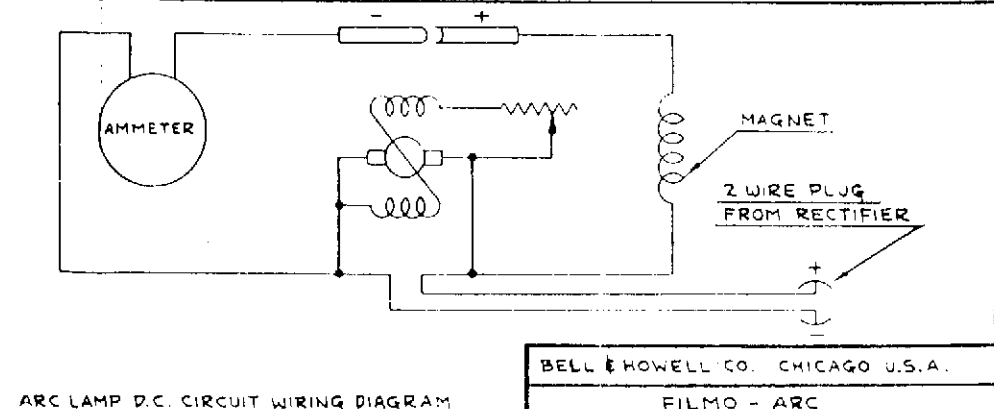 - +
AMMETER
MAGNET
2 WIRE PLUG
FROM RECTIFIER
+
-
BELL & HOWELL CO. CHICAGO U.S.A.
ARC LAMP D.C. CIRCUIT WIRING DIAGRAM
FILMO - ARC